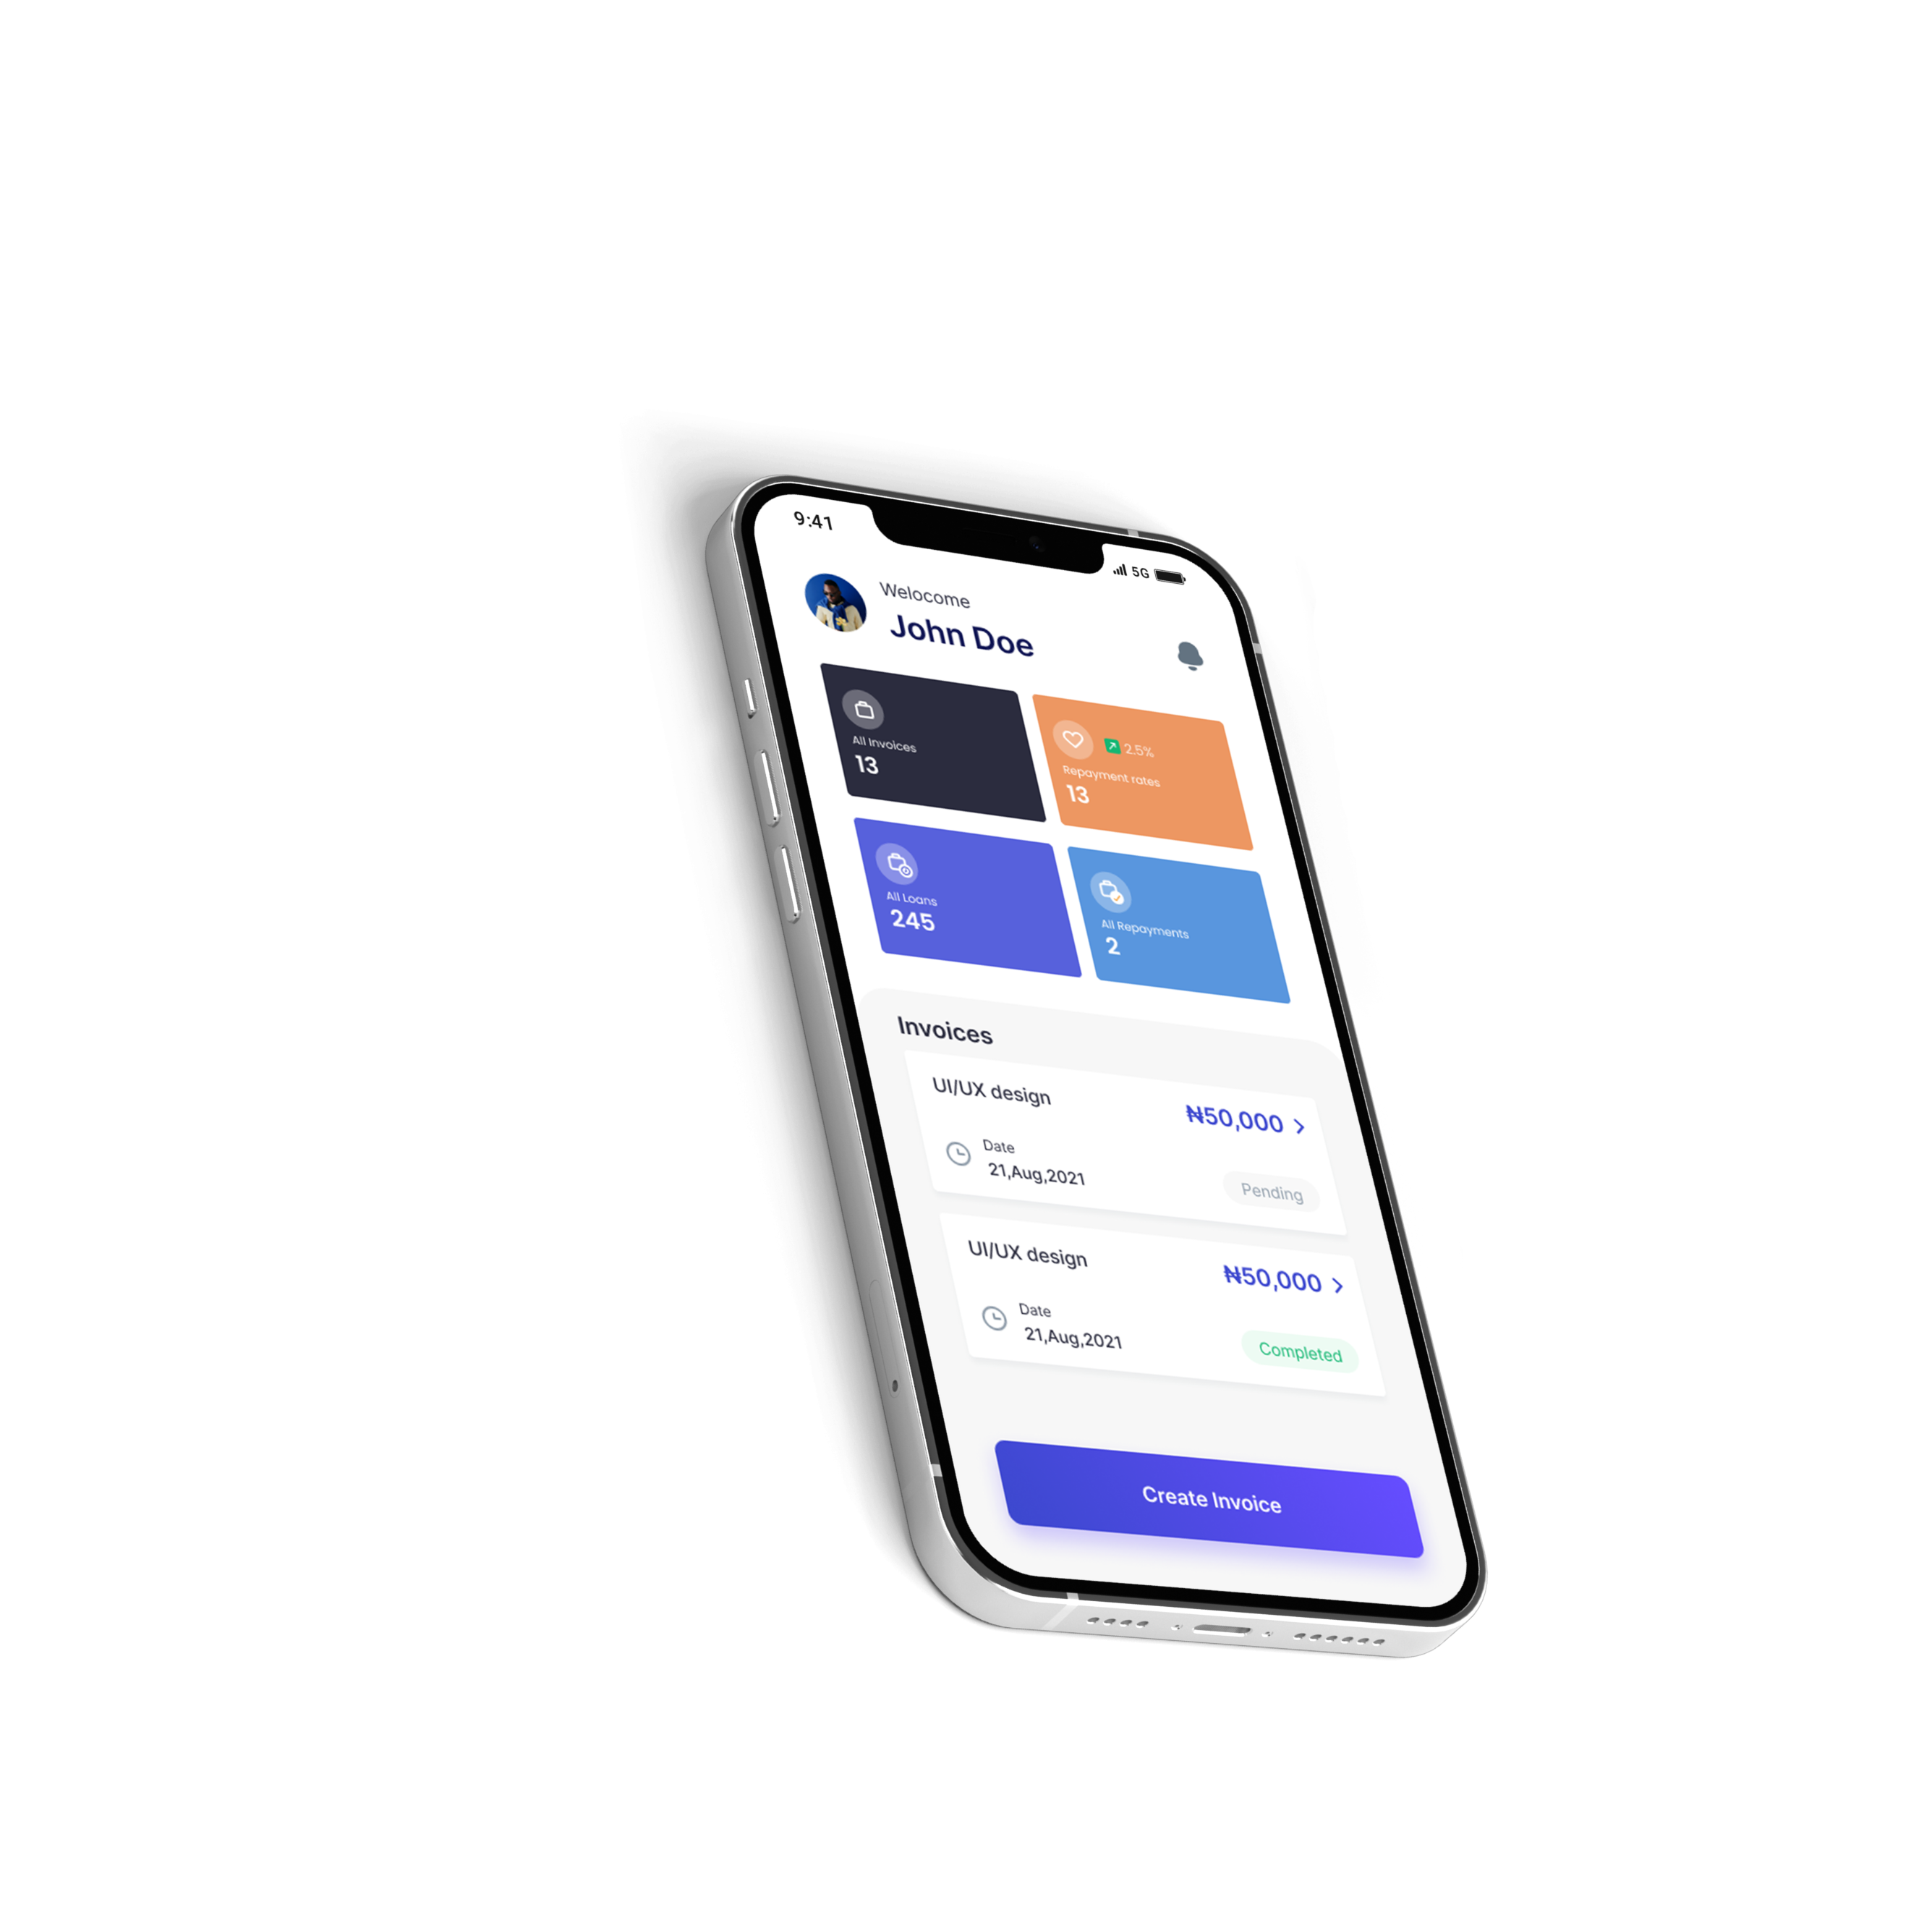 9:41
5G
Welocome
John Doe
All Invoices
13
2.5%
Repayment rates
13
All Loans
245
All Repayments
2
Invoices
UI/UX design
₦50,000
Date
21,Aug,2021
Pending
UI/UX design
₦50,000
Date
21,Aug,2021
Completed
Create Invoice